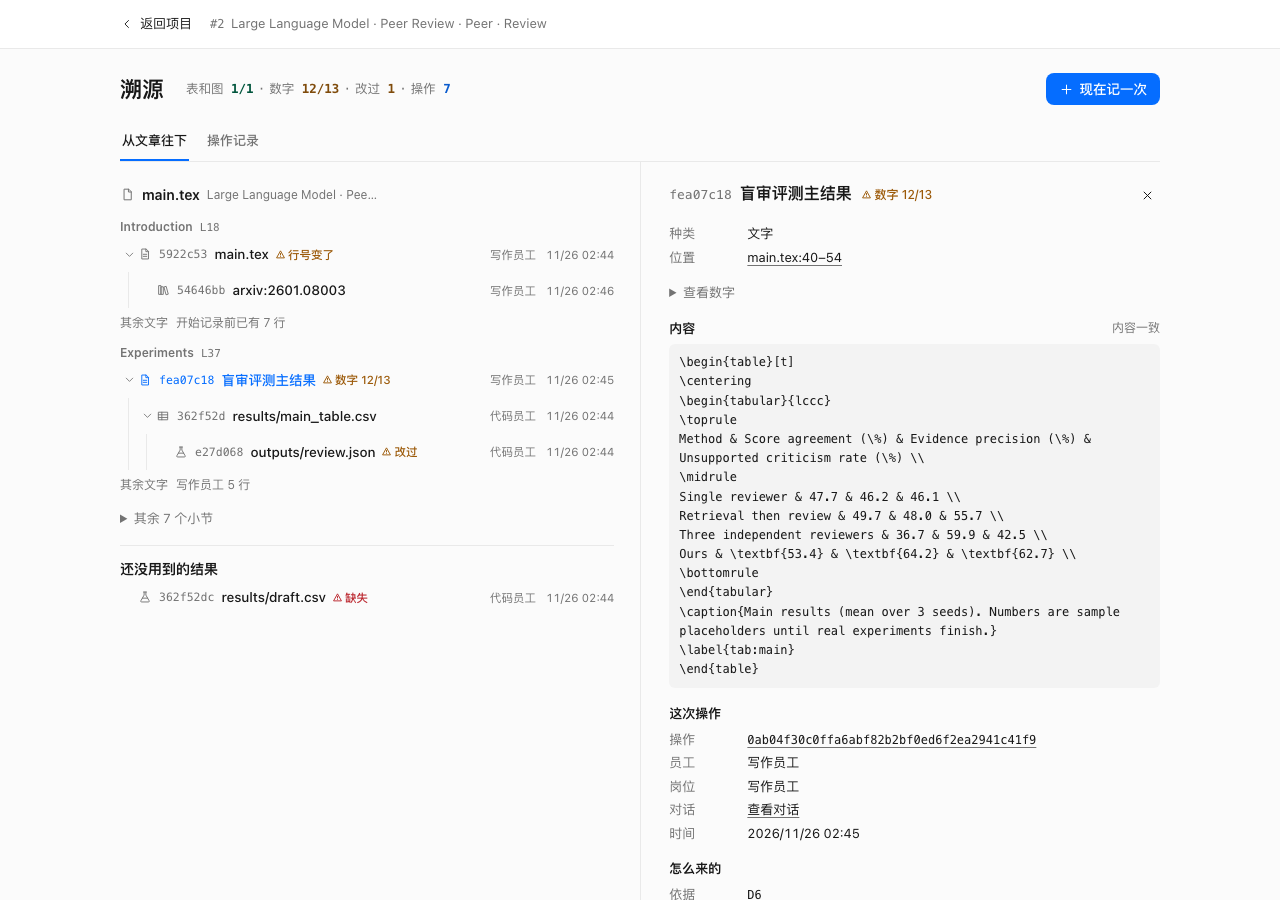 返回项目 #2 Large Language Model · Peer Review · Peer · Review
溯源 表和图 1/1 · 数字 12/13 · 改过 1 · 操作 7
现在记一次
从文章往下 操作记录
main.tex Large Language Model · Pee...
Introduction L18
5922c53 main.tex 行号变了 写作员工 11/26 02:44
54646bb arxiv:2601.08003 写作员工 11/26 02:46
其余文字 开始记录前已有 7 行
Experiments L37
fea07c18 盲审评测主结果 数字 12/13 写作员工 11/26 02:45
362f52d results/main_table.csv 代码员工 11/26 02:44
e27d068 outputs/review.json 改过 代码员工 11/26 02:44
其余文字 写作员工 5 行
其余 7 个小节
还没用到的结果
362f52dc results/draft.csv 缺失 代码员工 11/26 02:44
fea07c18 盲审评测主结果 数字 12/13
种类 文字
位置 main.tex:40–54
查看数字
内容 内容一致
\begin{table}[t]
\centering
\begin{tabular}{lccc}
\toprule
Method & Score agreement (\%) & Evidence precision (\%) &
Unsupported criticism rate (\%) \\
\midrule
Single reviewer & 47.7 & 46.2 & 46.1 \\
Retrieval then review & 49.7 & 48.0 & 55.7 \\
Three independent reviewers & 36.7 & 59.9 & 42.5 \\
Ours & \textbf{53.4} & \textbf{64.2} & \textbf{62.7} \\
\bottomrule
\end{tabular}
\caption{Main results (mean over 3 seeds). Numbers are sample
placeholders until real experiments finish.}
\label{tab:main}
\end{table}
这次操作
操作 0ab04f30c0ffa6abf82b2bf0ed6f2ea2941c41f9
员工 写作员工
岗位 写作员工
对话 查看对话
时间 2026/11/26 02:45
怎么来的
依据 D6